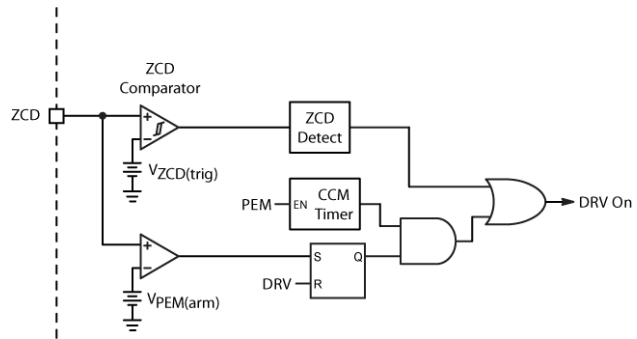 ZCD
Comparator
ZCD
+
−
VZCD(trig)
ZCD
Detect
PEM
EN
CCM
Timer
DRV On
+
−
VPEM(arm)
S
Q
DRV
R